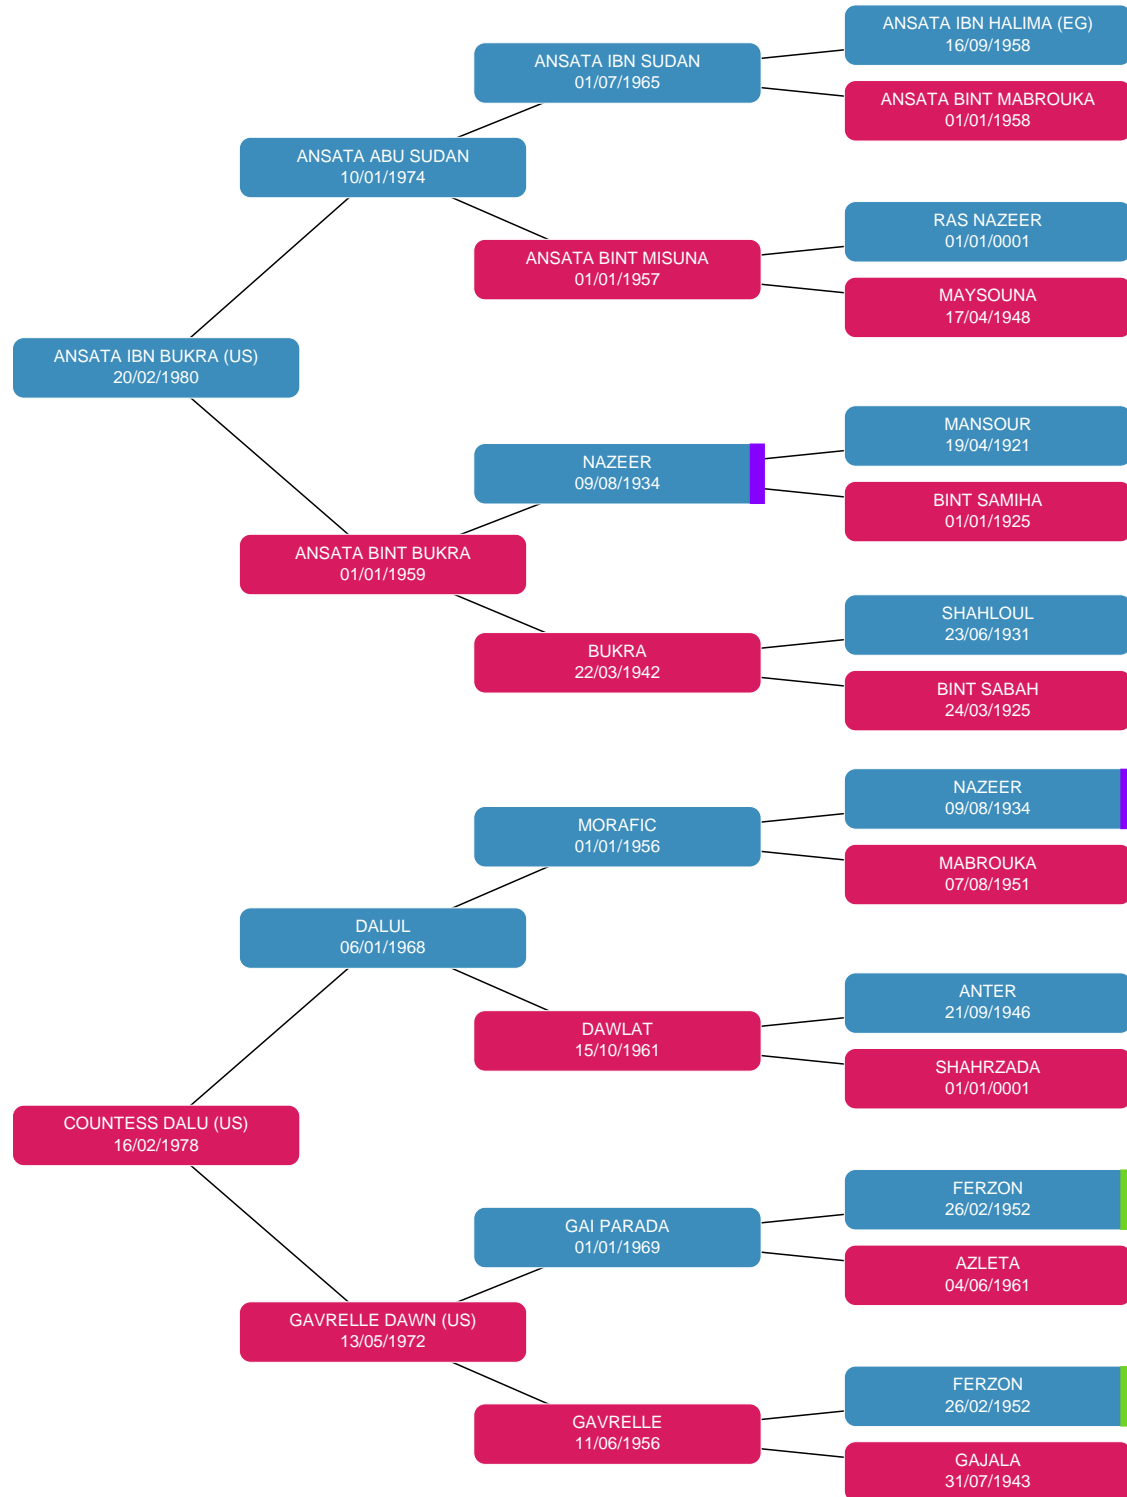 ANSATA IBN HALIMA (EG)
16/09/1958
ANSATA IBN SUDAN
01/07/1965
ANSATA BINT MABROUKA
01/01/1958
ANSATA ABU SUDAN
10/01/1974
RAS NAZEER
01/01/0001
ANSATA BINT MISUNA
01/01/1957
MAYSOUNA
17/04/1948
ANSATA IBN BUKRA (US)
20/02/1980
MANSOUR
19/04/1921
NAZEER
09/08/1934
BINT SAMIHA
01/01/1925
ANSATA BINT BUKRA
01/01/1959
SHAHLOUL
23/06/1931
BUKRA
22/03/1942
BINT SABAH
24/03/1925
NAZEER
09/08/1934
MORAFIC
01/01/1956
MABROUKA
07/08/1951
DALUL
06/01/1968
ANTER
21/09/1946
DAWLAT
15/10/1961
SHAHRZADA
01/01/0001
COUNTESS DALU (US)
16/02/1978
FERZON
26/02/1952
GAI PARADA
01/01/1969
AZLETA
04/06/1961
GAVRELLE DAWN (US)
13/05/1972
FERZON
26/02/1952
GAVRELLE
11/06/1956
GAJALA
31/07/1943